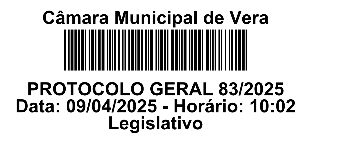 Câmara Municipal de Vera
PROTOCOLO GERAL 83/2025
Data: 09/04/2025 - Horário: 10:02
Legislativo